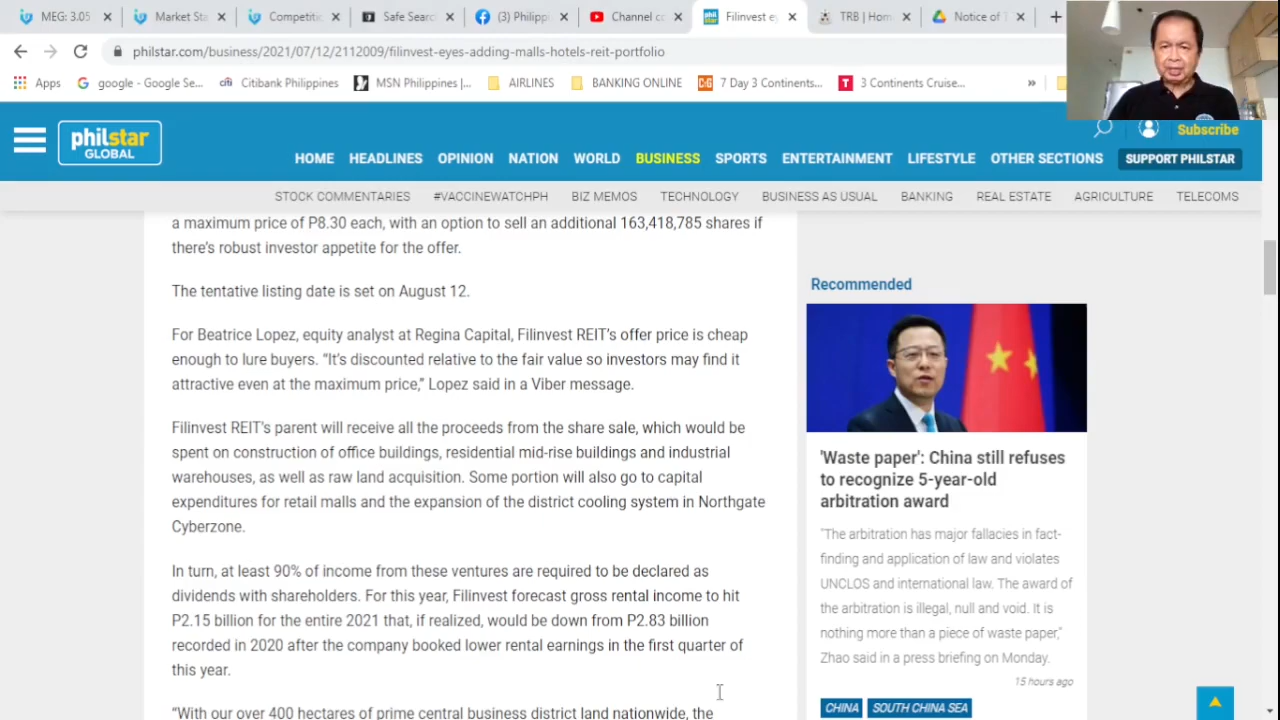 MEG: 3.05
Market Sta
Competitic
Safe Searc
(3) Philippi
Channel cc
Filinvest ey
TRB | Hom
Notice of T
philstar.com/business/2021/07/12/2112009/filinvest-eyes-adding-malls-hotels-reit-portfolio
Apps
google - Google Se...
Citibank Philippines
MSN Philippines |...
AIRLINES
BANKING ONLINE
7 Day 3 Continents...
3 Continents Cruise...
»
philstar
GLOBAL
Subscribe
HOME HEADLINES OPINION NATION WORLD BUSINESS SPORTS ENTERTAINMENT LIFESTYLE OTHER SECTIONS SUPPORT PHILSTAR
STOCK COMMENTARIES #VACCINEWATCHPH BIZ MEMOS TECHNOLOGY BUSINESS AS USUAL BANKING REAL ESTATE AGRICULTURE TELECOMS
a maximum price of P8.30 each, with an option to sell an additional 163,418,785 shares if
there's robust investor appetite for the offer.
The tentative listing date is set on August 12.
For Beatrice Lopez, equity analyst at Regina Capital, Filinvest REIT's offer price is cheap
enough to lure buyers. “It's discounted relative to the fair value so investors may find it
attractive even at the maximum price,” Lopez said in a Viber message.
Filinvest REIT's parent will receive all the proceeds from the share sale, which would be
spent on construction of office buildings, residential mid-rise buildings and industrial
warehouses, as well as raw land acquisition. Some portion will also go to capital
expenditures for retail malls and the expansion of the district cooling system in Northgate
Cyberzone.
In turn, at least 90% of income from these ventures are required to be declared as
dividends with shareholders. For this year, Filinvest forecast gross rental income to hit
P2.15 billion for the entire 2021 that, if realized, would be down from P2.83 billion
recorded in 2020 after the company booked lower rental earnings in the first quarter of
this year.
“With our over 400 hectares of prime central business district land nationwide, the
Recommended
'Waste paper': China still refuses
to recognize 5-year-old
arbitration award
"The arbitration has major fallacies in fact-
finding and application of law and violates
UNCLOS and international law. The award of
the arbitration is illegal, null and void. It is
nothing more than a piece of waste paper,”
Zhao said in a press briefing on Monday.
15 hours ago
CHINA
SOUTH CHINA SEA